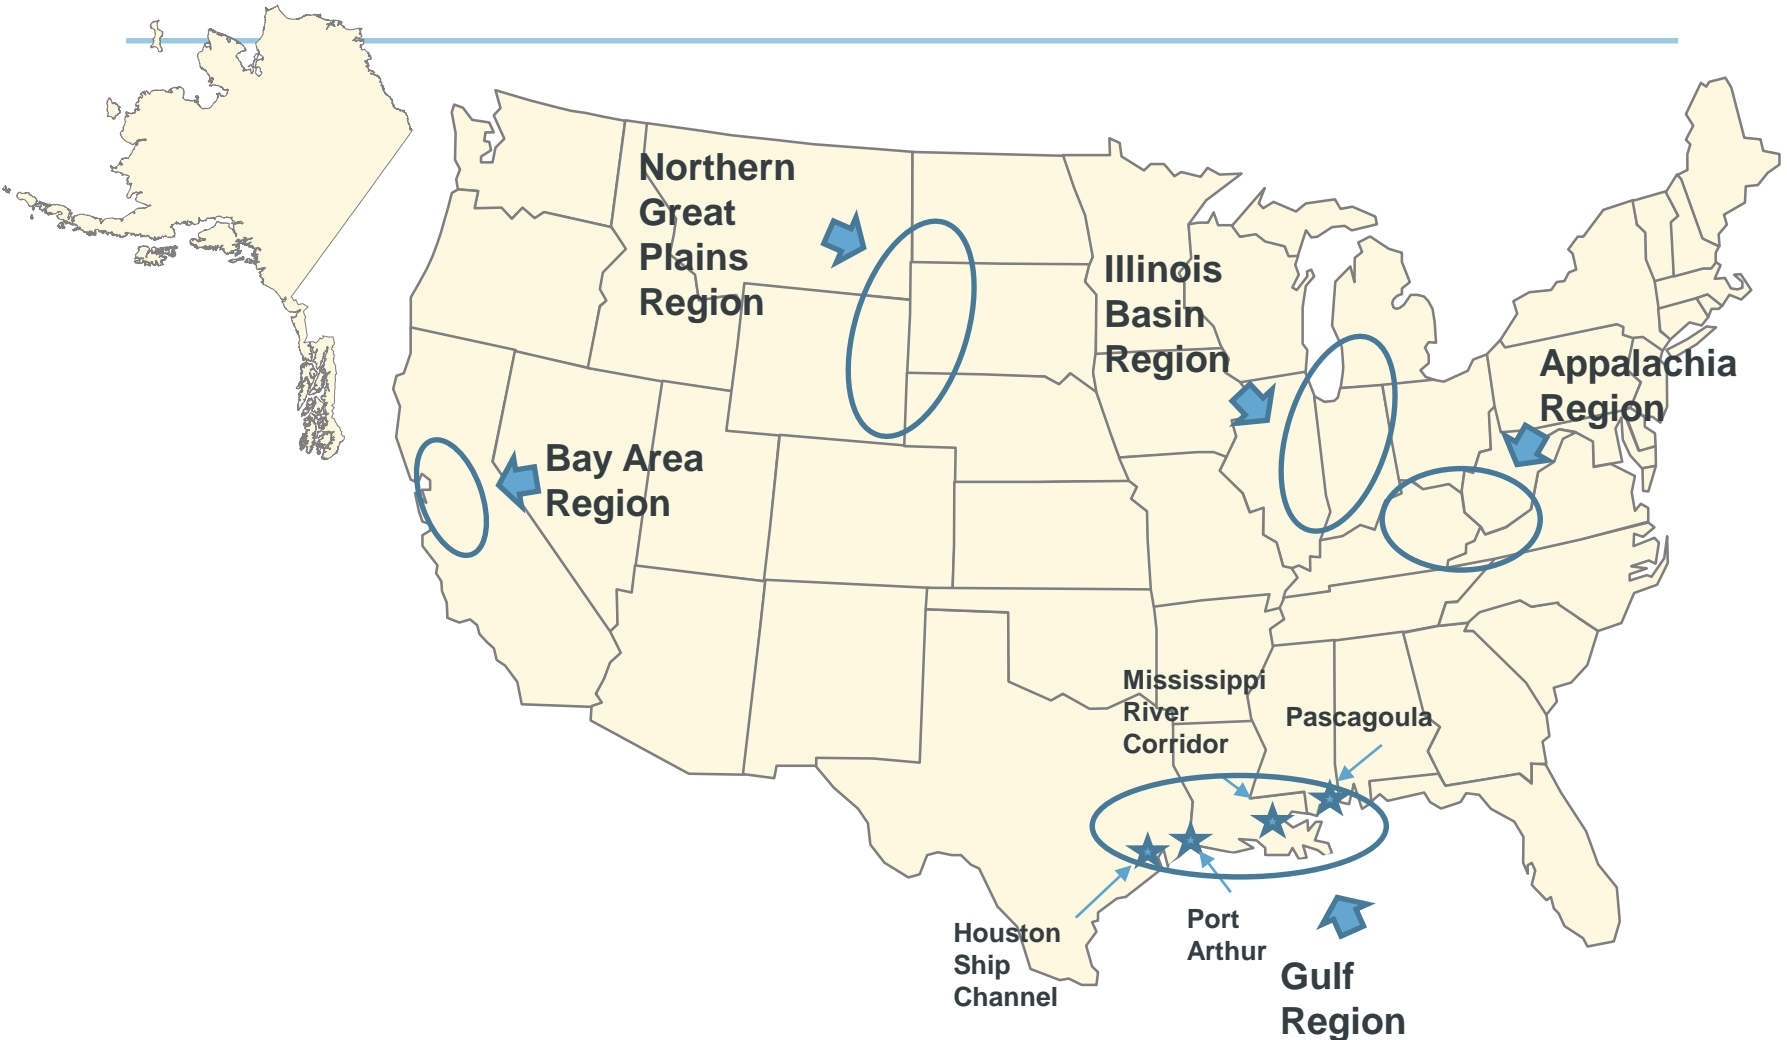 Northern
Great
Plains
Region
Illinois
Basin
Region
Appalachia
Region
Bay Area
Region
Mississippi
River
Corridor
Pascagoula
Houston
Ship
Channel
Port
Arthur
Gulf
Region